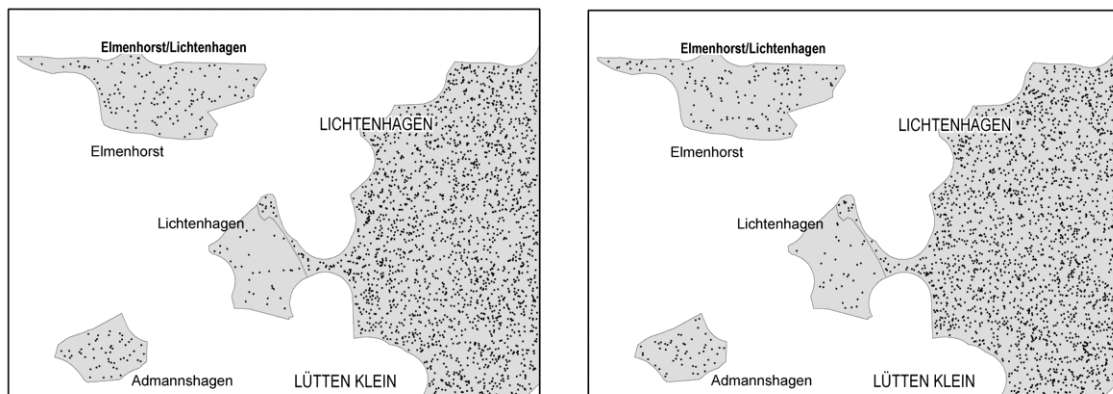 Elmenhorst/Lichtenhagen
LICHTENHAGEN
Elmenhorst
Lichtenhagen
Admannshagen
LÜTTEN KLEIN
Elmenhorst/Lichtenhagen
LICHTENHAGEN
Elmenhorst
Lichtenhagen
Admannshagen
LÜTTEN KLEIN